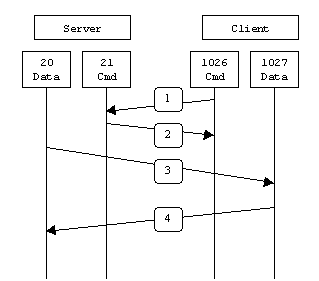 Server
Client
20
Data
21
Cmd
1026
Cmd
1027
Data
1
2
3
4